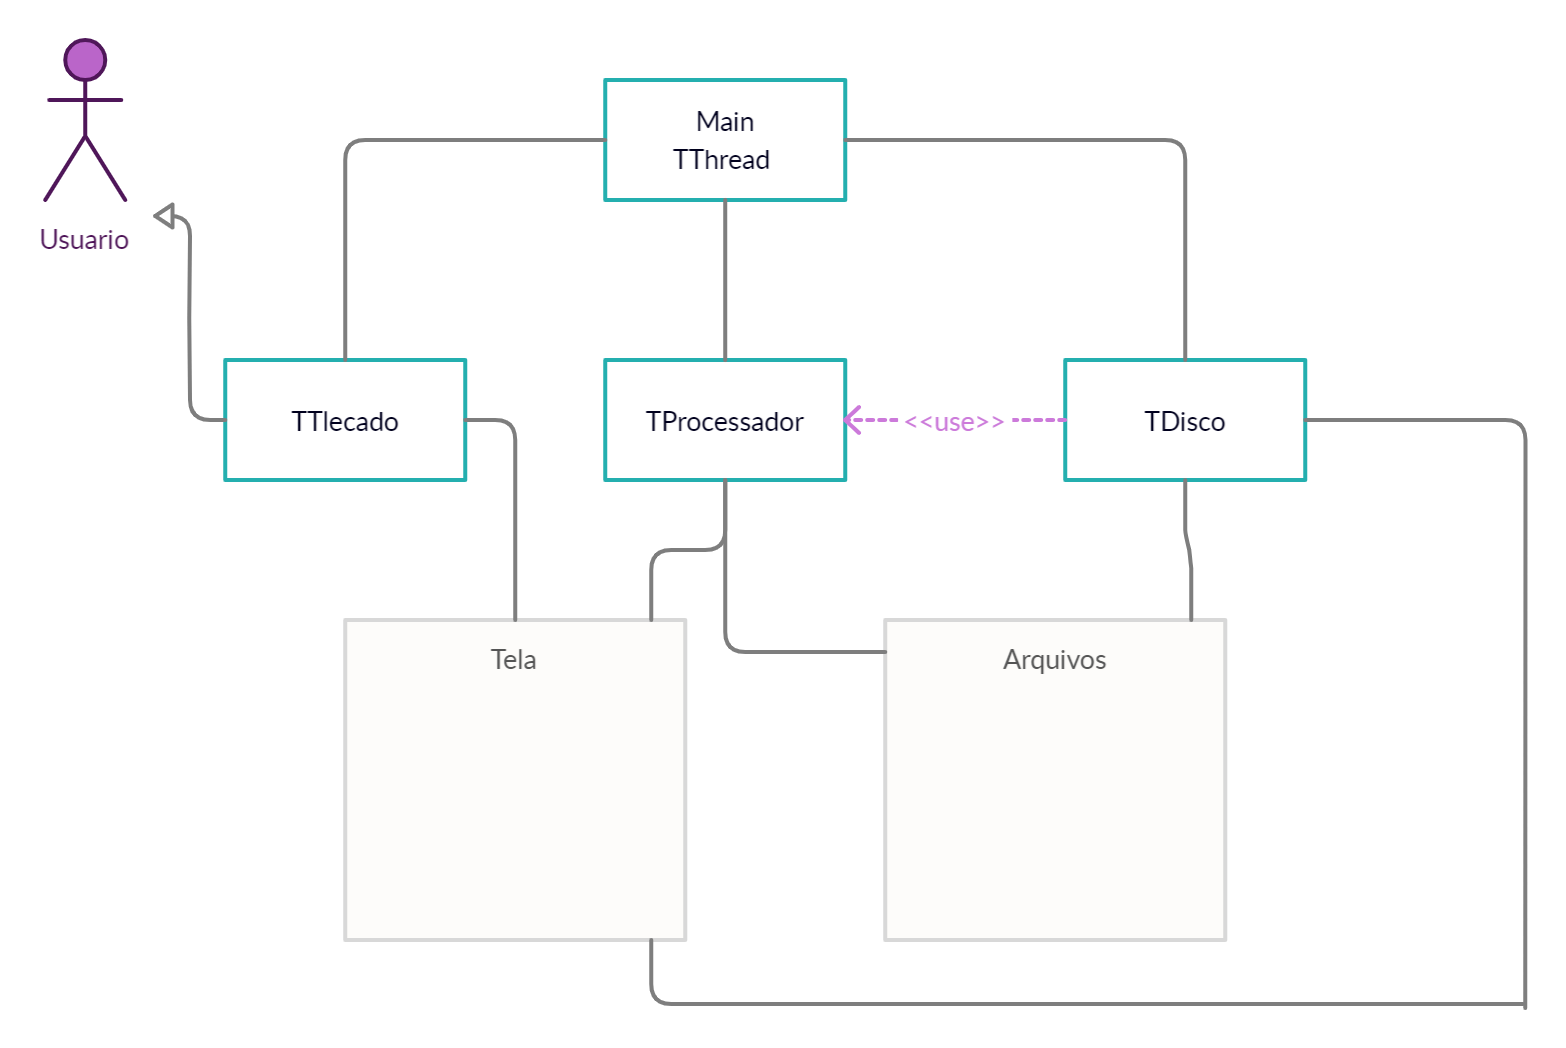 Main
TThread
Usuario
TTlecado
TProcessador
<<use>>
TDisco
Tela
Arquivos